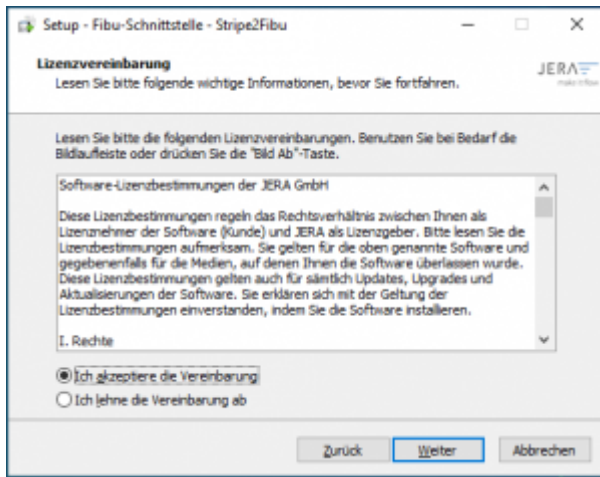 Setup - Fibu-Schnittstelle - Stripe2Fibu
Lizenzvereinbarung
Lesen Sie bitte folgende wichtige Informationen, bevor Sie fortfahren.
JERA
Lesen Sie bitte die folgenden Lizenzvereinbarungen. Benutzen Sie bei Bedarf die
Bildlaufleiste oder drücken Sie die "Bild Ab"-Taste.
Software-Lizenzbestimmungen der JERA GmbH
Diese Lizenzbestimmungen regeln das Rechtsverhältnis zwischen Ihnen als
Lizenznehmer der Software (Kunde) und JERA als Lizenzgeber. Bitte lesen Sie die
Lizenzbestimmungen aufmerksam. Sie gelten für die oben genannte Software und
gegebenenfalls für die Medien, auf denen Ihnen die Software überlassen wurde.
Diese Lizenzbestimmungen gelten auch für sämtlich Updates, Upgrades und
Aktualisierungen der Software. Sie erklären sich mit der Geltung der
Lizenzbestimmungen einverstanden, indem Sie die Software installieren.
I. Rechte
Ich akzeptiere die Vereinbarung
Ich lehne die Vereinbarung ab
Zurück
Weiter
Abbrechen